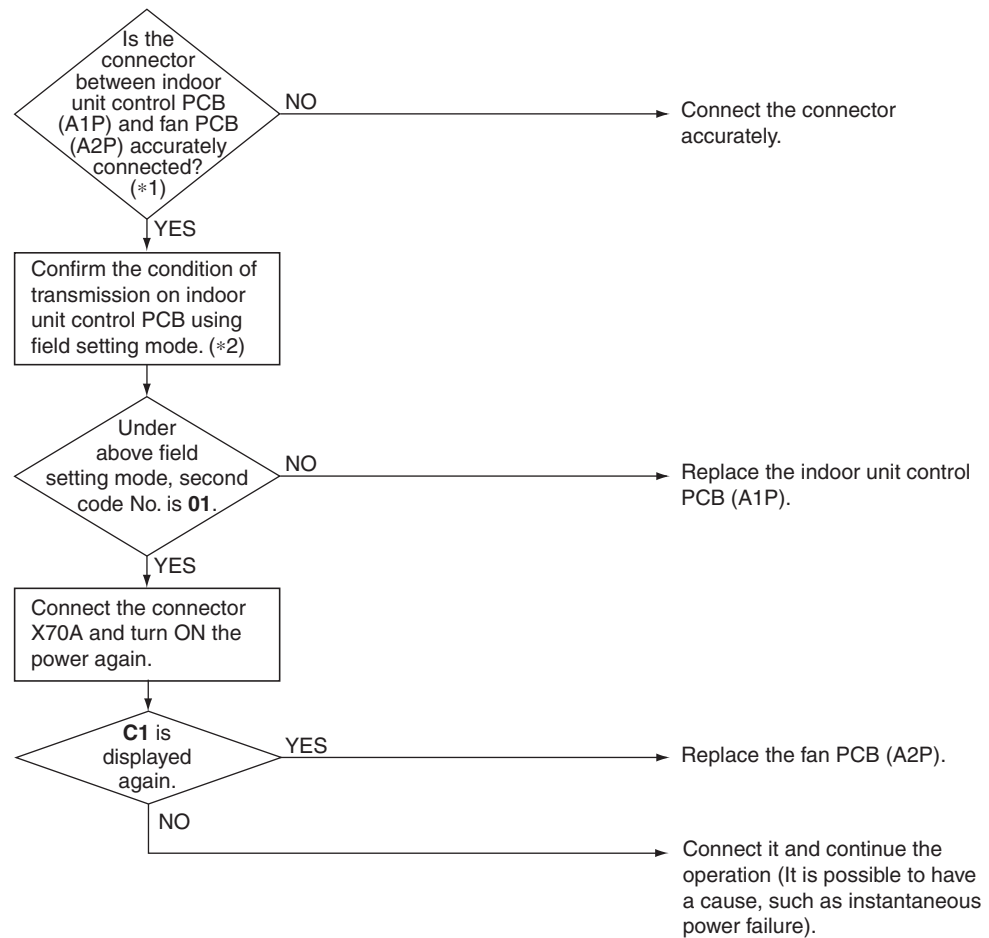 Is the
connector
between indoor
unit control PCB
(A1P) and fan PCB
(A2P) accurately
connected?
(*1)
NO
Connect the connector
accurately.
YES
Confirm the condition of
transmission on indoor
unit control PCB using
field setting mode. (*2)
Under
above field
setting mode, second
code No. is 01.
NO
Replace the indoor unit control
PCB (A1P).
YES
Connect the connector
X70A and turn ON the
power again.
C1 is
displayed
again.
YES
Replace the fan PCB (A2P).
NO
Connect it and continue the
operation (It is possible to have
a cause, such as instantaneous
power failure).